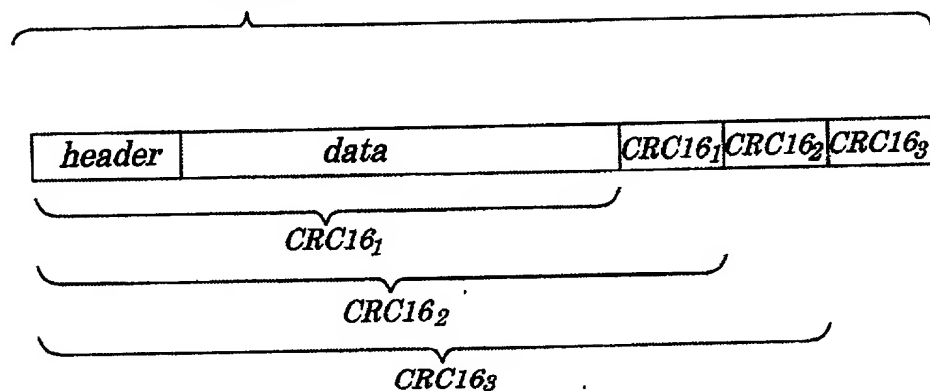 header data CRC16₁ CRC16₂ CRC16₃
CRC16₁
CRC16₂
CRC16₃